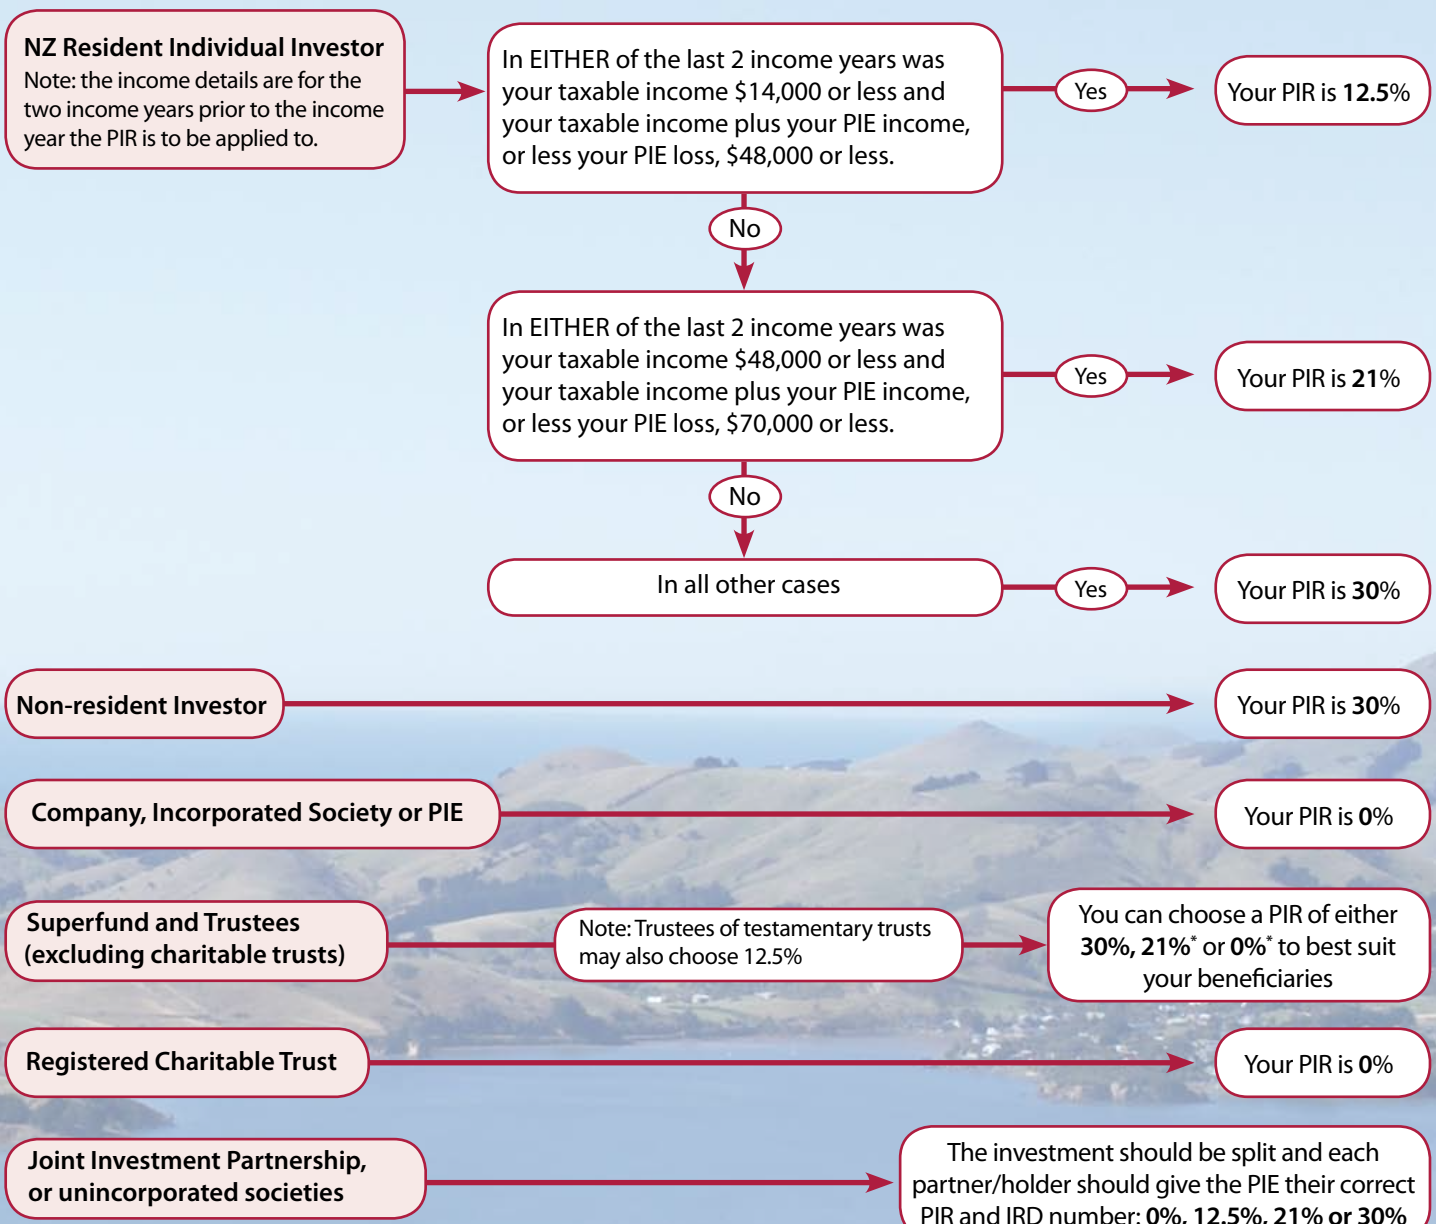 NZ Resident Individual Investor
Note: the income details are for the
two income years prior to the income
year the PIR is to be applied to.
In EITHER of the last 2 income years was
your taxable income $14,000 or less and
your taxable income plus your PIE income,
or less your PIE loss, $48,000 or less.
Yes
Your PIR is 12.5%
No
In EITHER of the last 2 income years was
your taxable income $48,000 or less and
your taxable income plus your PIE income,
or less your PIE loss, $70,000 or less.
Yes
Your PIR is 21%
No
In all other cases
Yes
Your PIR is 30%
Non-resident Investor
Your PIR is 30%
Company, Incorporated Society or PIE
Your PIR is 0%
Superfund and Trustees
(excluding charitable trusts)
Note: Trustees of testamentary trusts
may also choose 12.5%
You can choose a PIR of either
30%, 21%* or 0%* to best suit
your beneficiaries
Registered Charitable Trust
Your PIR is 0%
Joint Investment Partnership,
or unincorporated societies
The investment should be split and each
partner/holder should give the PIE their correct
PIR and IRD number: 0%, 12.5%, 21% or 30%